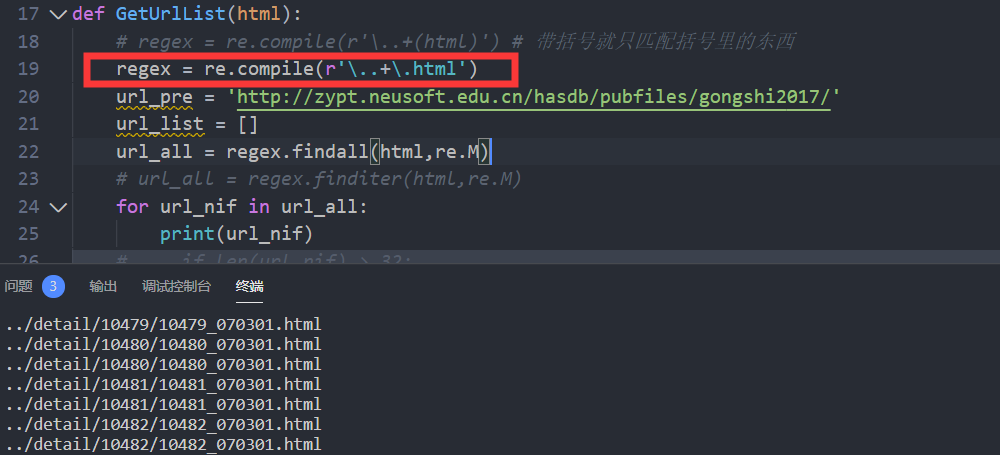 17 def GetUrlList(html):
18 # regex = re.compile(r'\..+(html)') # 带括号就只匹配括号里的东西
19 regex = re.compile(r'\..+\.html')
20 url_pre = 'http://zypt.neusoft.edu.cn/hasdb/pubfiles/gongshi2017/'
21 url_list = []
22 url_all = regex.findall(html,re.M)
23 # url_all = regex.finditer(html,re.M)
24 for url_nif in url_all:
25 print(url_nif)
26 # if len(url_nif) > 32:
问题 3 输出 调试控制台 终端
../detail/10479/10479_070301.html
../detail/10480/10480_070301.html
../detail/10480/10480_070301.html
../detail/10481/10481_070301.html
../detail/10481/10481_070301.html
../detail/10482/10482_070301.html
../detail/10482/10482_070301.html